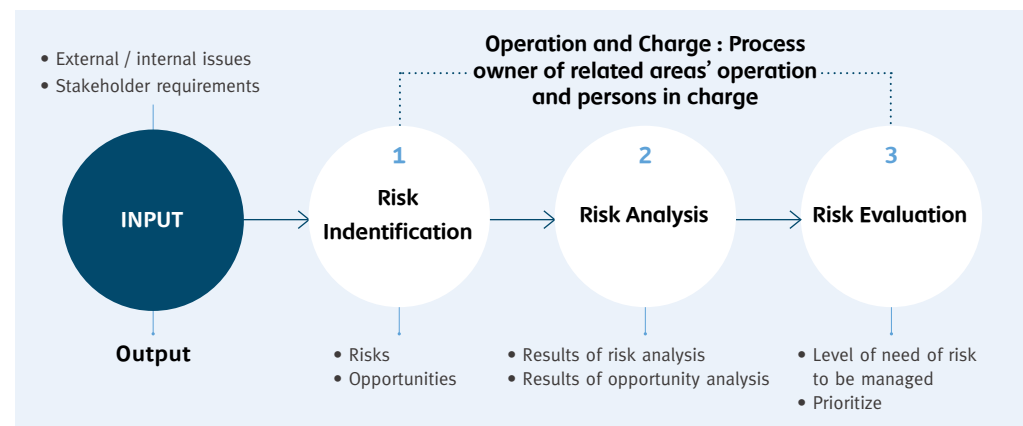 • External / internal issues
• Stakeholder requirements
Operation and Charge : Process
owner of related areas’ operation
and persons in charge
INPUT
1
Risk
Indentification
2
Risk Analysis
3
Risk Evaluation
Output
• Risks
• Opportunities
• Results of risk analysis
• Results of opportunity analysis
• Level of need of risk
to be managed
• Prioritize